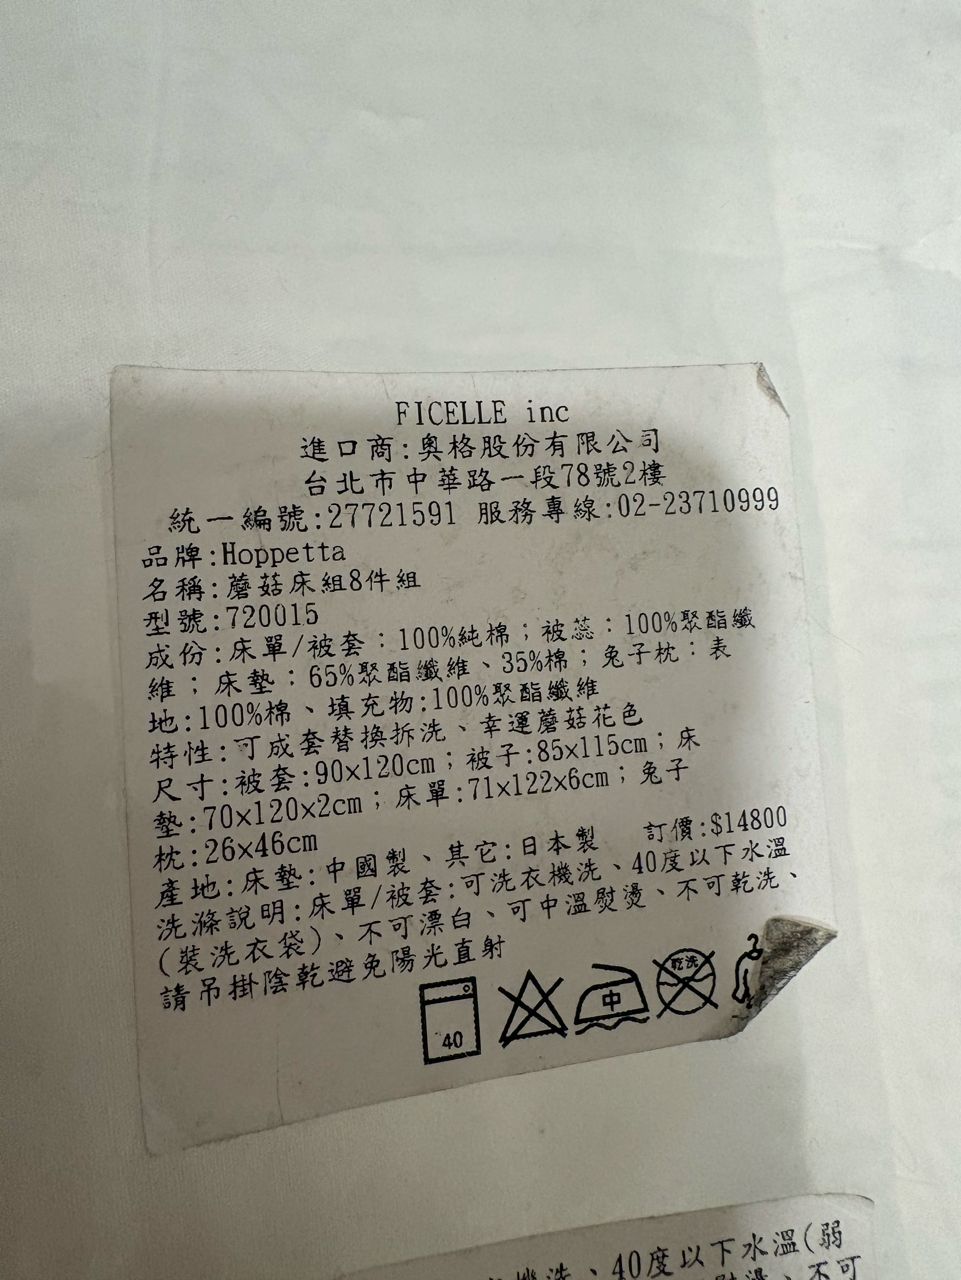 FICELLE inc
進口商:奧格股份有限公司
台北市中華路一段78號2樓
統一編號:27721591 服務專線:02-23710999
品牌:Hoppetta
名稱:蘑菇床組8件組
型號:720015
成份:床單/被套：100%純棉；被蕊：100%聚酯纖
維；床墊：65%聚酯纖維、35%棉；兔子枕：表
地:100%棉、填充物:100%聚酯纖維
特性:可成套替換拆洗、幸運蘑菇花色
尺寸:被套:90x120cm；被子:85x115cm；床
墊:70x120x2cm；床單:71x122x6cm；兔子
枕:26x46cm
產地:床墊:中國製、其它:日本製 訂價:$14800
洗滌說明:床單/被套:可洗衣機洗、40度以下水溫
(裝洗衣袋)、不可漂白、可中溫熨燙、不可乾洗、
請吊掛陰乾避免陽光直射
40 中 乾洗
機洗、40度以下水溫(弱
熨燙、不可